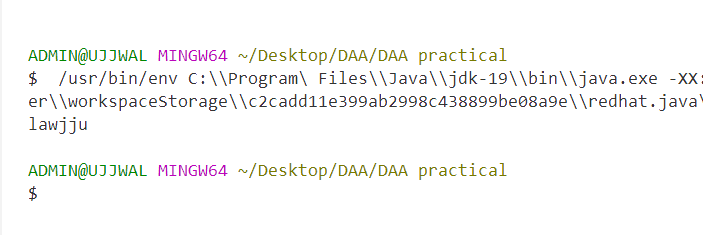 ADMIN@UJJWAL MINGW64 ~/Desktop/DAA/DAA practical
$  /usr/bin/env C:\\Program\ Files\\Java\\jdk-19\\bin\\java.exe -XX:
er\\workspaceStorage\\c2cadd11e399ab2998c438899be08a9e\\redhat.java\
lawjju
ADMIN@UJJWAL MINGW64 ~/Desktop/DAA/DAA practical
$